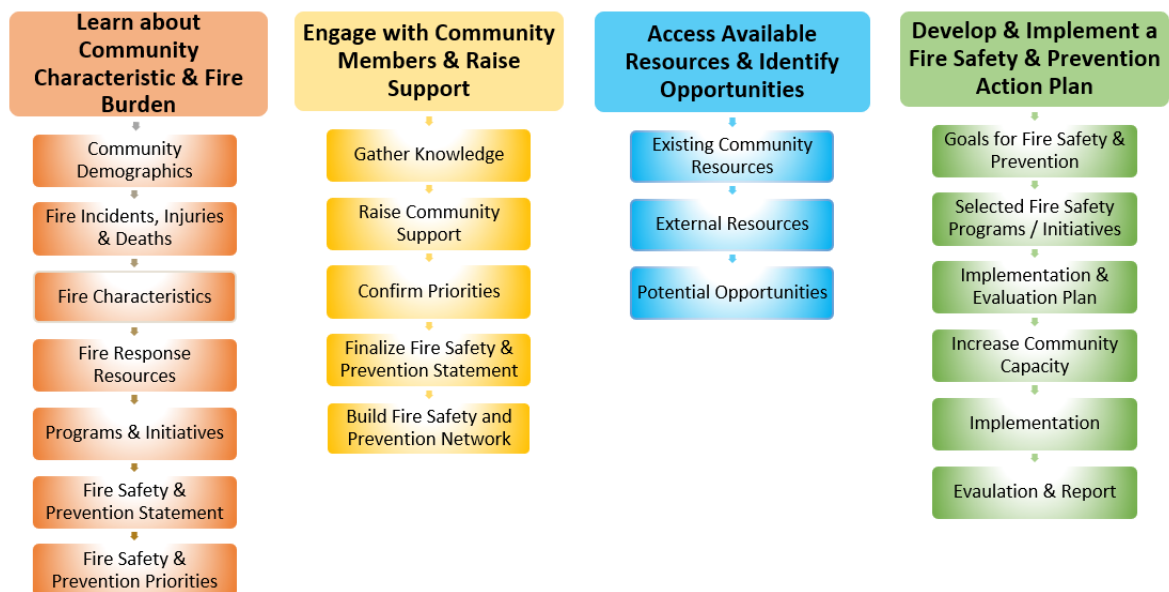 Learn about
Community
Characteristic & Fire
Burden
Community
Demographics
Fire Incidents, Injuries
& Deaths
Fire Characteristics
Fire Response
Resources
Programs & Initiatives
Fire Safety &
Prevention Statement
Fire Safety &
Prevention Priorities
Engage with Community
Members & Raise
Support
Gather Knowledge
Raise Community
Support
Confirm Priorities
Finalize Fire Safety &
Prevention Statement
Build Fire Safety and
Prevention Network
Access Available
Resources & Identify
Opportunities
Existing Community
Resources
External Resources
Potential Opportunities
Develop & Implement a
Fire Safety & Prevention
Action Plan
Goals for Fire Safety &
Prevention
Selected Fire Safety
Programs / Initiatives
Implementation &
Evaluation Plan
Increase Community
Capacity
Implementation
Evaulation & Report